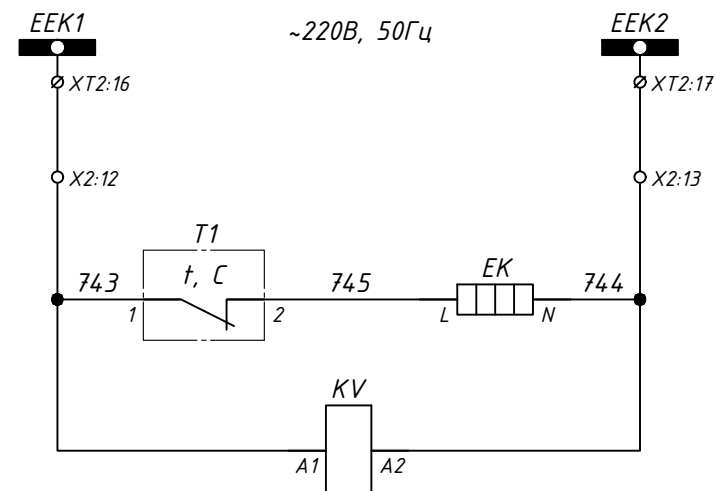 EEK1
~220В, 50Гц
EEK2
XT2:16
XT2:17
X2:12
X2:13
T1
743
t, C
745
EK
744
1
2
L
N
KV
A1
A2